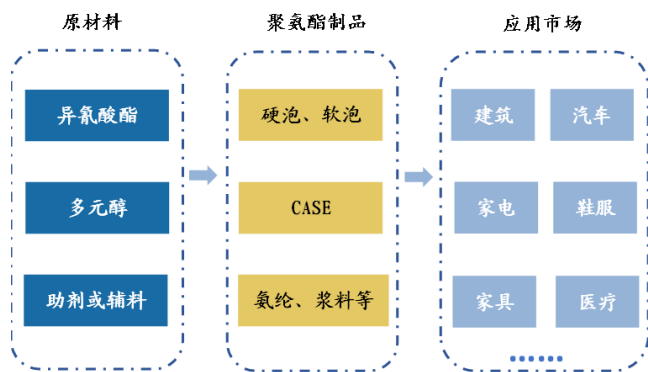 原材料
聚氨酯制品
应用市场
异氰酸酯
硬泡、软泡
建筑
汽车
多元醇
CASE
家电
鞋服
助剂或辅料
氨纶、浆料等
家具
医疗